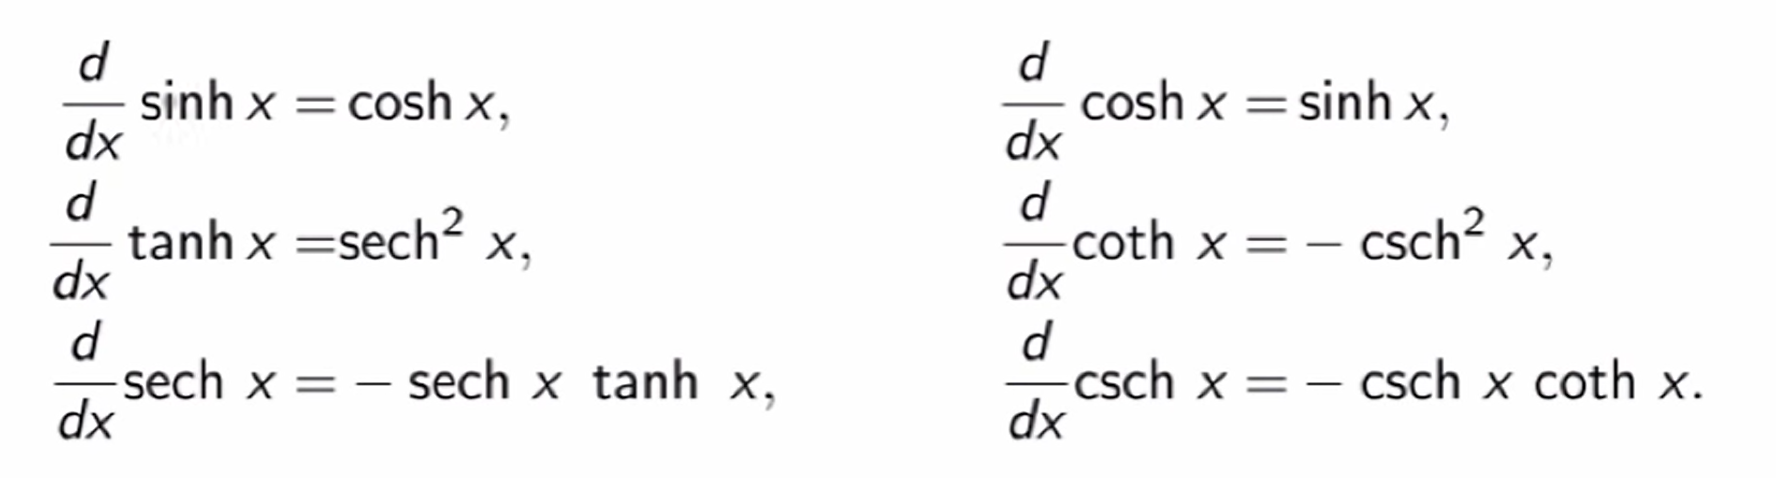 d/dx sinh x = cosh x,  d/dx cosh x = sinh x,
d/dx tanh x = sech² x,  d/dx coth x = − csch² x,
d/dx sech x = − sech x tanh x,  d/dx csch x = − csch x coth x.